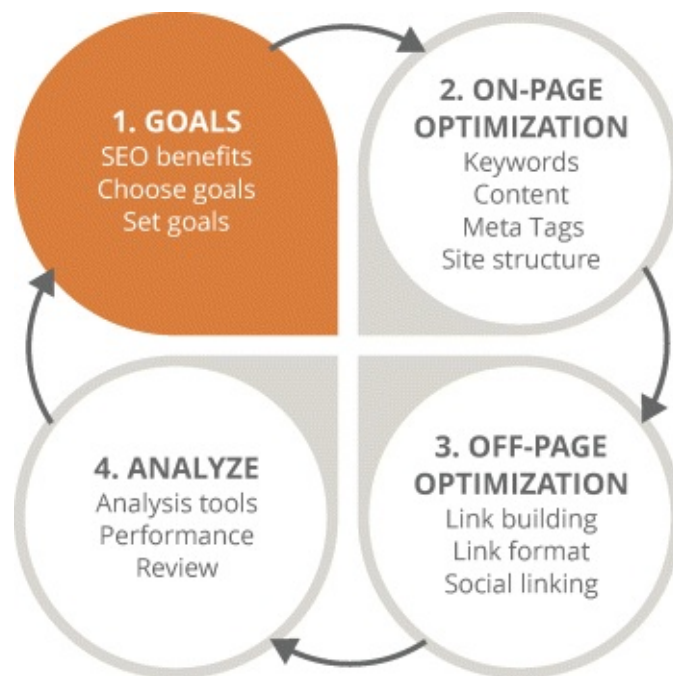 1. GOALS
SEO benefits
Choose goals
Set goals
2. ON-PAGE
OPTIMIZATION
Keywords
Content
Meta Tags
Site structure
3. OFF-PAGE
OPTIMIZATION
Link building
Link format
Social linking
4. ANALYZE
Analysis tools
Performance
Review